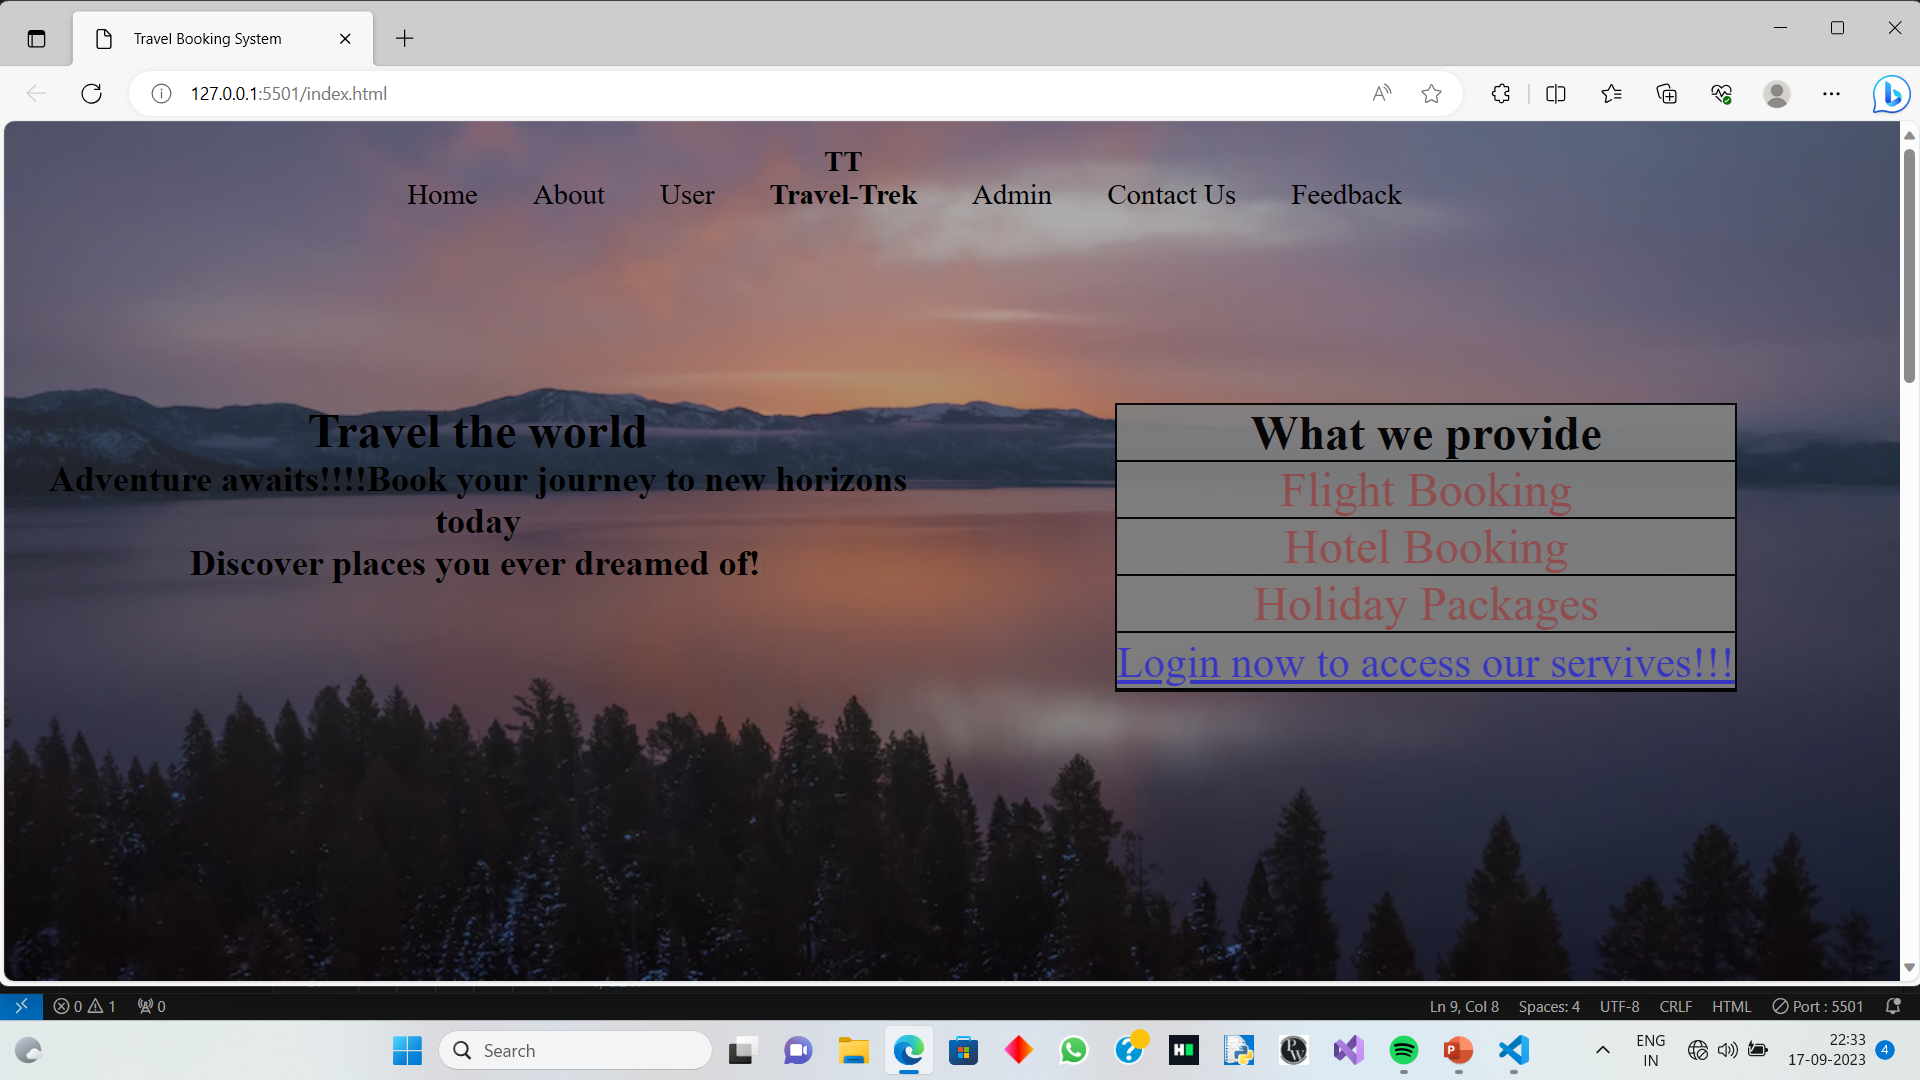 Travel Booking System
127.0.0.1:5501/index.html
TT
Home About User Travel-Trek Admin Contact Us Feedback
Travel the world
Adventure awaits!!!!Book your journey to new horizons
today
Discover places you ever dreamed of!
What we provide
Flight Booking
Hotel Booking
Holiday Packages
Login now to access our servives!!!
0 1 0 Ln 9, Col 8 Spaces: 4 UTF-8 CRLF HTML Port : 5501
Search
ENG
IN
22:33
17-09-2023
4